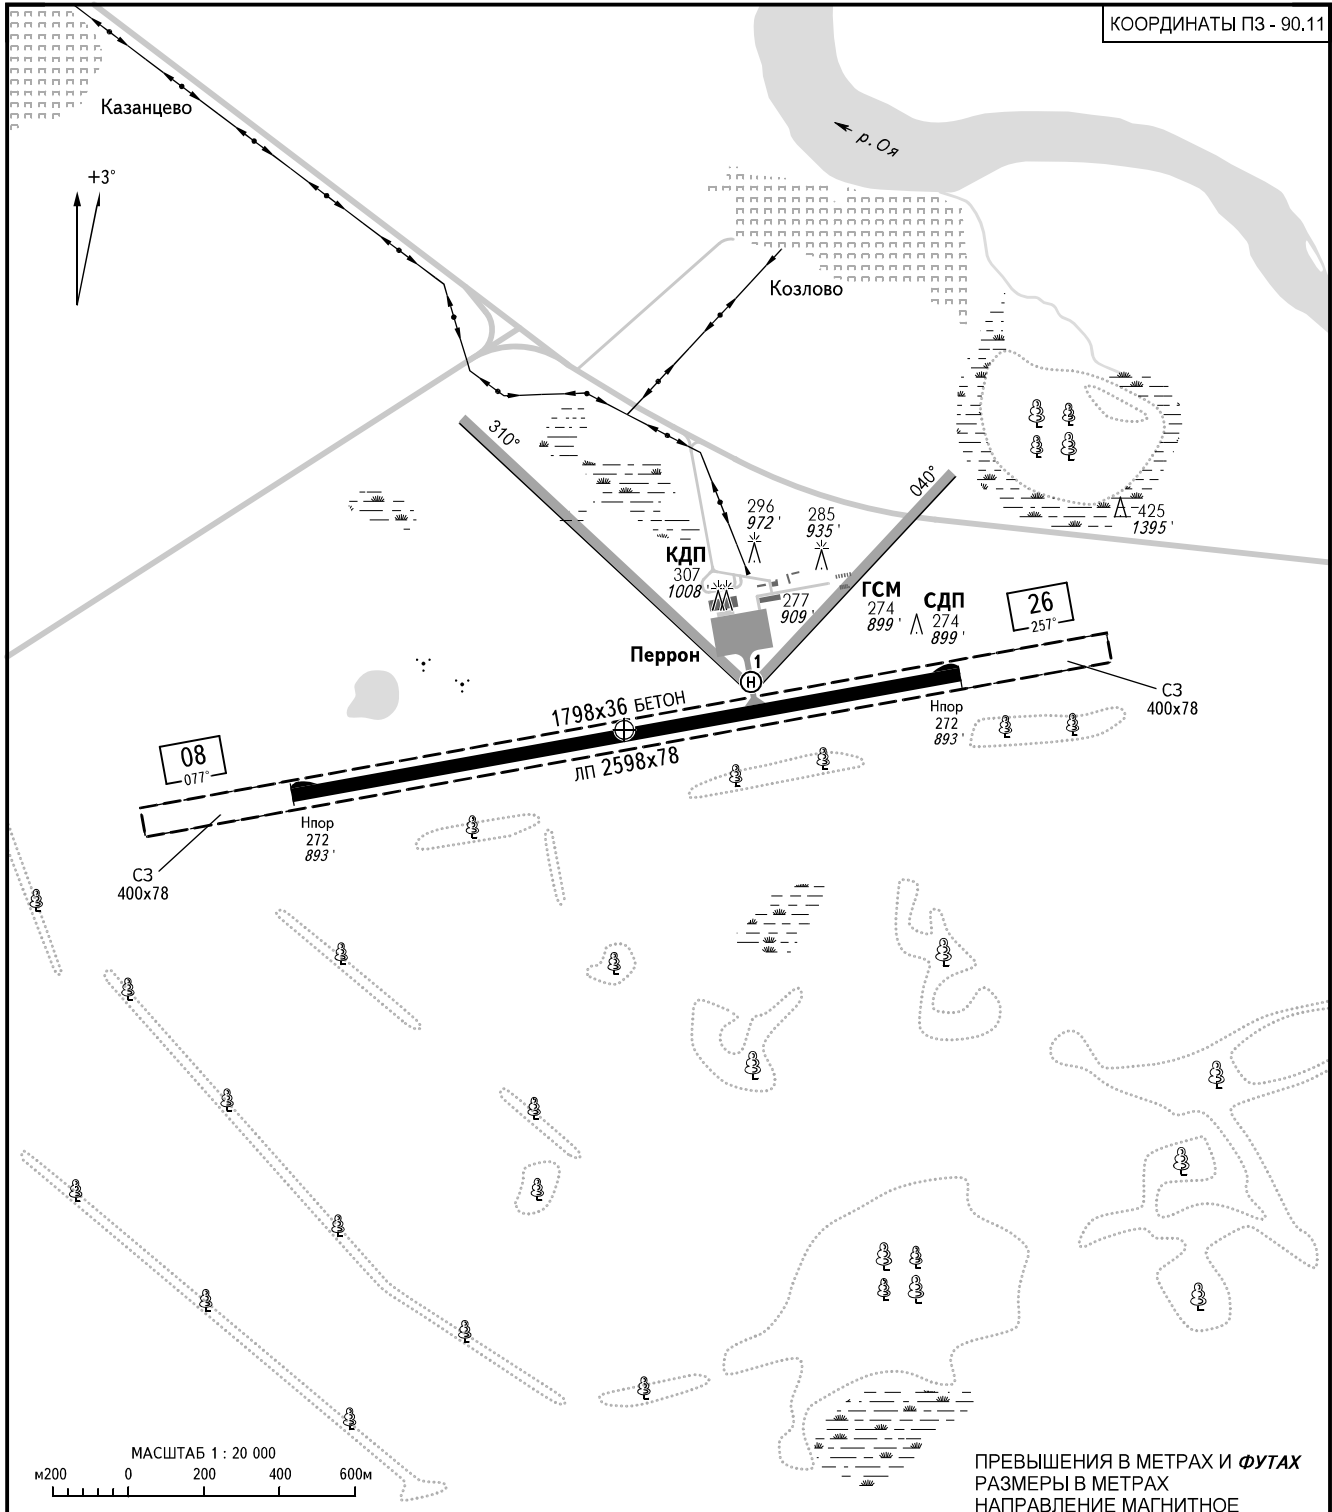 КООРДИНАТЫ ПЗ - 90.11
Казанцево
р. Оя
+3°
Козлово
310°
040°
296
972 '
285
935 '
425
1395 '
КДП
307
1008 '
277
909 '
ГСМ
274
899 '
СДП
274
899 '
26
257°
Перрон
1
H
СЗ
400x78
1798x36 БЕТОН
Нпор
272
893 '
08
077°
ЛП 2598x78
Нпор
272
893 '
СЗ
400x78
МАСШТАБ 1 : 20 000
м200 0 200 400 600м
ПРЕВЫШЕНИЯ В МЕТРАХ И ФУТАХ
РАЗМЕРЫ В МЕТРАХ
НАПРАВЛЕНИЕ МАГНИТНОЕ